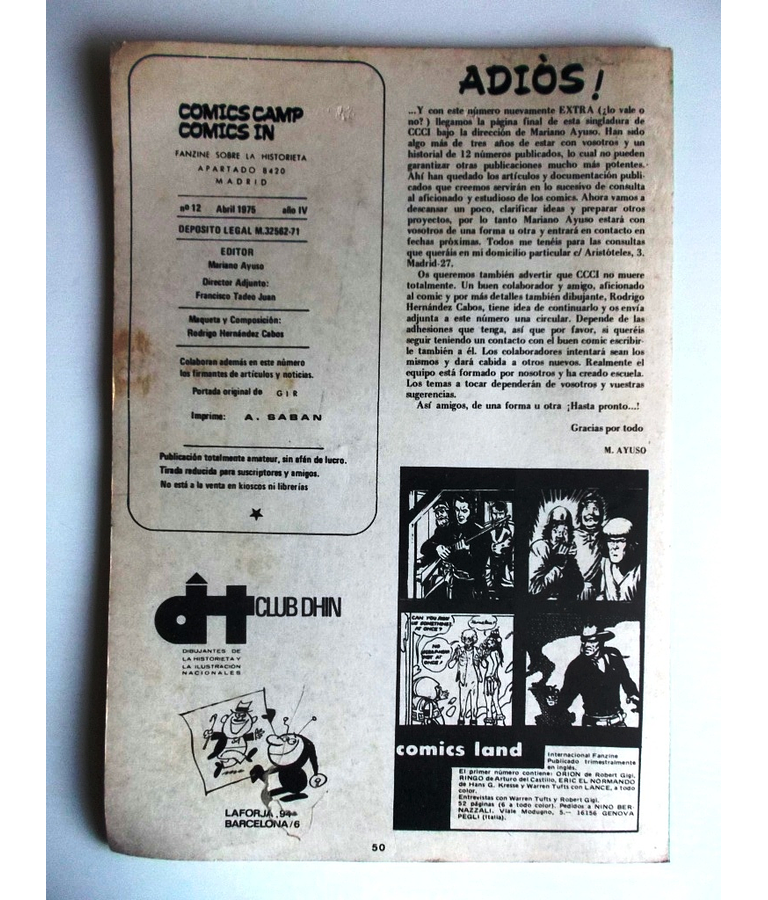 COMICS CAMP
COMICS IN
FANZINE SOBRE LA HISTORIETA
APARTADO 8420
MADRID
nº 12 Abril 1975 año IV
DEPOSITO LEGAL M.32562-71
EDITOR
Mariano Ayuso
Director Adjunto:
Francisco Tadeo Juan
Maqueta y Composición:
Rodrigo Hernández Cabos
Colaboran además en este número
los firmantes de artículos y noticias.
Portada original de GIR
Imprime: A. SABAN
Publicación totalmente amateur, sin afán de lucro.
Tirada reducida para suscriptores y amigos.
No está a la venta en kioscos ni librerías
dH CLUB DHIN
DIBUJANTES DE
LA HISTORIETA Y
LA ILUSTRACION
NACIONALES
LAFORJA, 94
BARCELONA/6
ADIÒS!
...Y con este número nuevamente EXTRA (¿lo vale o
no?) llegamos la página final de esta singladura de
CCCI bajo la dirección de Mariano Ayuso. Han sido
algo más de tres años de estar con vosotros y un
historial de 12 números publicados, lo cual no pueden
garantizar otras publicaciones mucho más potentes.
Ahí han quedado los artículos y documentación publi-
cados que creemos servirán en lo sucesivo de consulta
al aficionado y estudioso de los comics. Ahora vamos a
descansar un poco, clarificar ideas y preparar otros
proyectos, por lo tanto Mariano Ayuso estará con
vosotros de una forma u otra y entrará en contacto en
fechas próximas. Todos me tenéis para las consultas
que queráis en mi domicilio particular c/ Aristóteles, 3.
Madrid-27.
Os queremos también advertir que CCCI no muere
totalmente. Un buen colaborador y amigo, aficionado
al comic y por más detalles también dibujante, Rodrigo
Hernández Cabos, tiene idea de continuarlo y os envía
adjunta a este número una circular. Depende de las
adhesiones que tenga, así que por favor, si queréis
seguir teniendo un contacto con el buen comic escribir-
le también a él. Los colaboradores intentará sean los
mismos y dará cabida a otros nuevos. Realmente el
equipo está formado por nosotros y ha creado escuela.
Los temas a tocar dependerán de vosotros y vuestras
sugerencias.
Así amigos, de una forma u otra ¡Hasta pronto...!
Gracias por todo
M. AYUSO
CAN YOU
SOMETHING
AT ONCE?
NO
NOT AT
ONCE!
comics land
Internacional Fanzine
Publicado trimestralmente
en inglés.
El primer número contiene: ORION de Robert Gigi,
RINGO de Arturo del Castillo, ERIC EL NORMANDO
de Hans G. Kresse y Warren Tufts con LANCE, a todo
color.
Entrevistas con Warren Tufts y Robert Gigi.
52 páginas (6 a todo color). Pedidos a NINO BER-
NAZZALI, Viale Modugno, 5.— 16156 GENOVA
PEGLI (Italia).
50